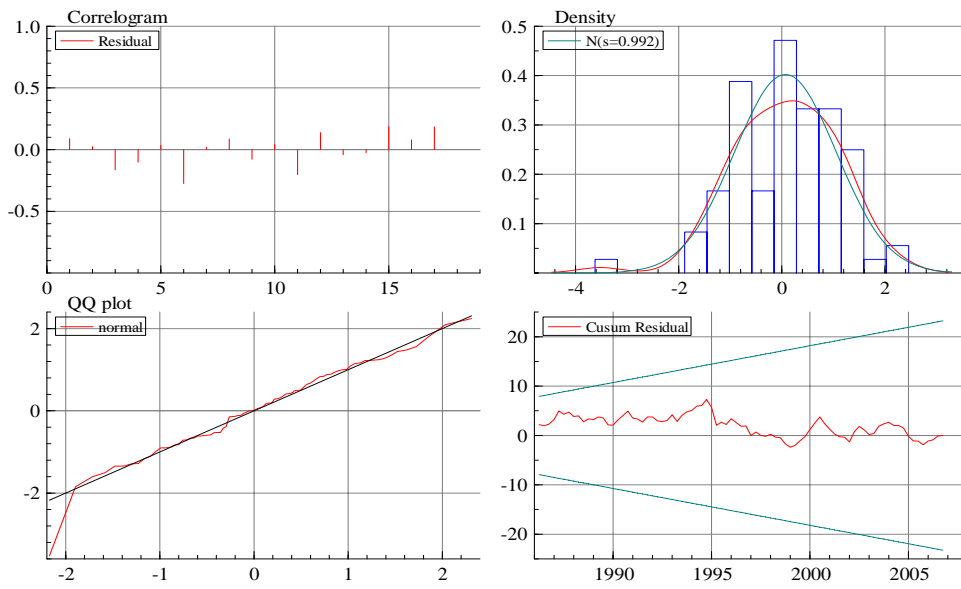 Correlogram
Residual
1.0
0.5
0.0
-0.5
0 5 10 15
Density
N(s=0.992)
0.5
0.4
0.3
0.2
0.1
-4 -2 0 2
QQ plot
normal
2
0
-2
-2 -1 0 1 2
Cusum Residual
20
10
0
-10
-20
1990 1995 2000 2005